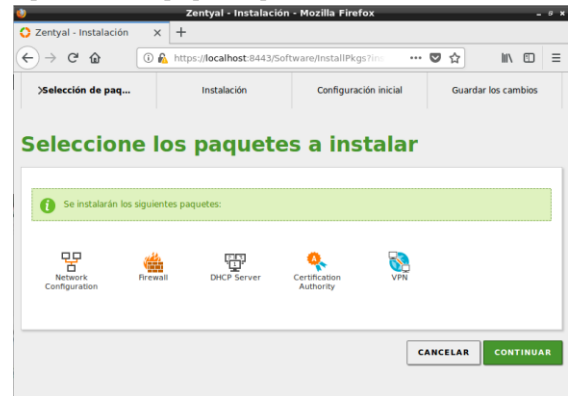 Zentyal - Instalación - Mozilla Firefox
Zentyal - Instalación
https://localhost:8443/Software/InstallPkgs?
Selección de paq...
Instalación
Configuración inicial
Guardar los cambios
Seleccione los paquetes a instalar
Se instalarán los siguientes paquetes:
Network
Configuration
Firewall
DHCP Server
Certification
Authority
VPN
CANCELAR
CONTINUAR